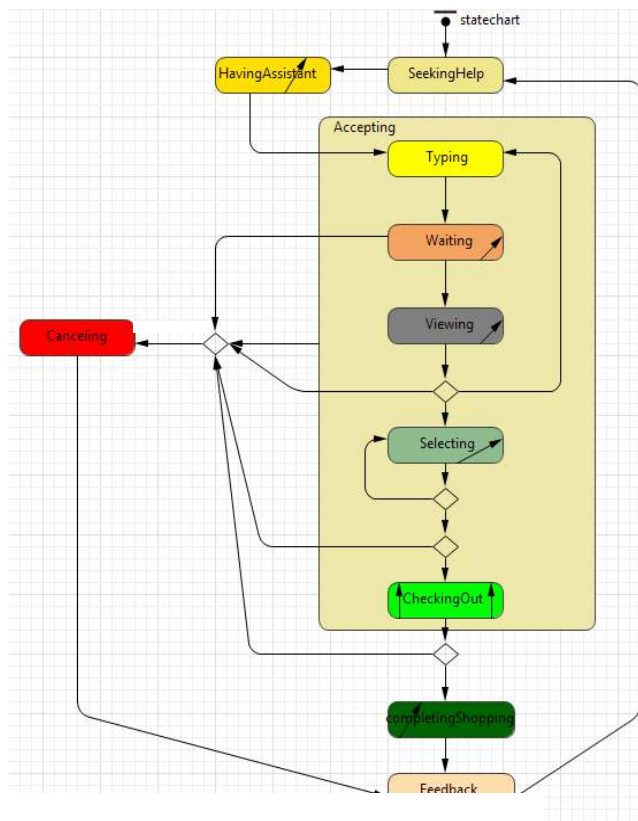 statechart
HavingAssistant
SeekingHelp
Accepting
Typing
Waiting
Viewing
Canceling
Selecting
CheckingOut
completingShopping
Feedback